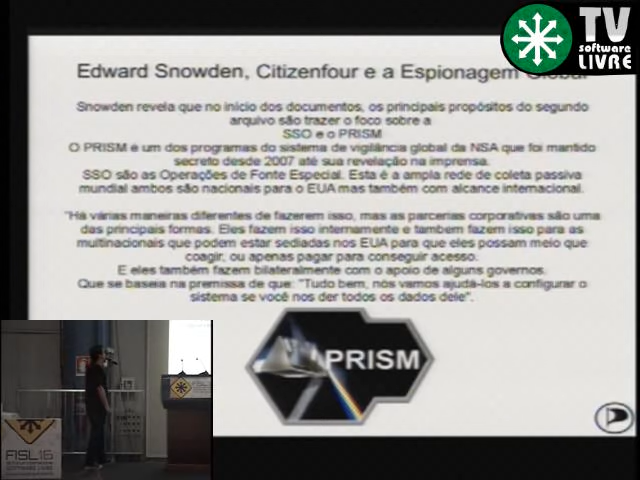 TV
software
LIVRE
Edward Snowden, Citizenfour e a Espionagem Global
Snowden revela que no início dos documentos, os principais propósitos do segundo
arquivo são trazer o foco sobre a
SSO e o PRISM
O PRISM é um dos programas do sistema de vigilância global da NSA que foi mantido
secreto desde 2007 até sua revelação na imprensa.
SSO são as Operações de Fonte Especial. Esta é a ampla rede de coleta passiva
mundial ambos são nacionais para o EUA mas também com alcance internacional.
"Há várias maneiras diferentes de fazerem isso, mas as parcerias corporativas são uma
das principais formas. Eles fazem isso internamente e tambem fazem isso para as
multinacionais que podem estar sediadas nos EUA para que eles possam meio que
coagir, ou apenas pagar para conseguir acesso.
E eles também fazem bilateralmente com o apoio de alguns governos.
Que se baseia na premissa de que: "Tudo bem, nós vamos ajudá-los a configurar o
sistema se você nos der todos os dados dele".
PRISM
FISL16